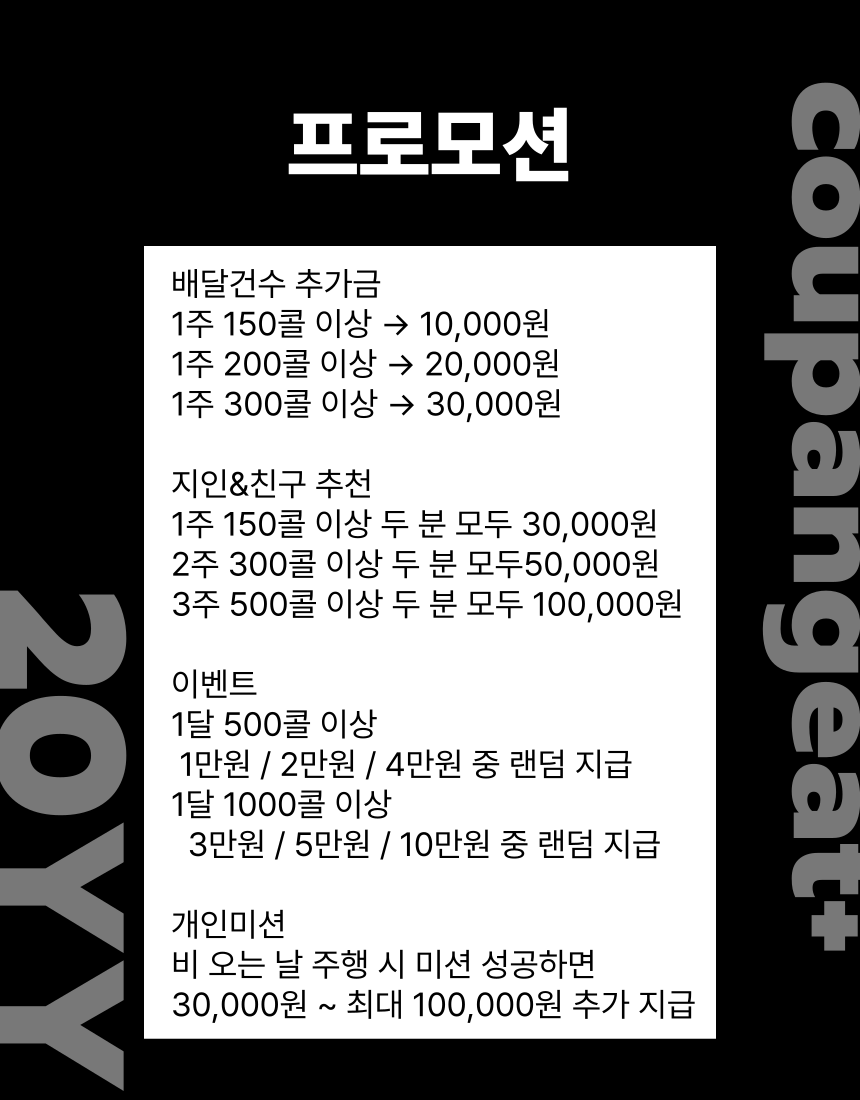 프로모션
배달건수 추가금
1주 150콜 이상 → 10,000원
1주 200콜 이상 → 20,000원
1주 300콜 이상 → 30,000원
지인&친구 추천
1주 150콜 이상 두 분 모두 30,000원
2주 300콜 이상 두 분 모두50,000원
3주 500콜 이상 두 분 모두 100,000원
이벤트
1달 500콜 이상
1만원 / 2만원 / 4만원 중 랜덤 지급
1달 1000콜 이상
3만원 / 5만원 / 10만원 중 랜덤 지급
개인미션
비 오는 날 주행 시 미션 성공하면
30,000원 ~ 최대 100,000원 추가 지급
coupangeat+
20YY